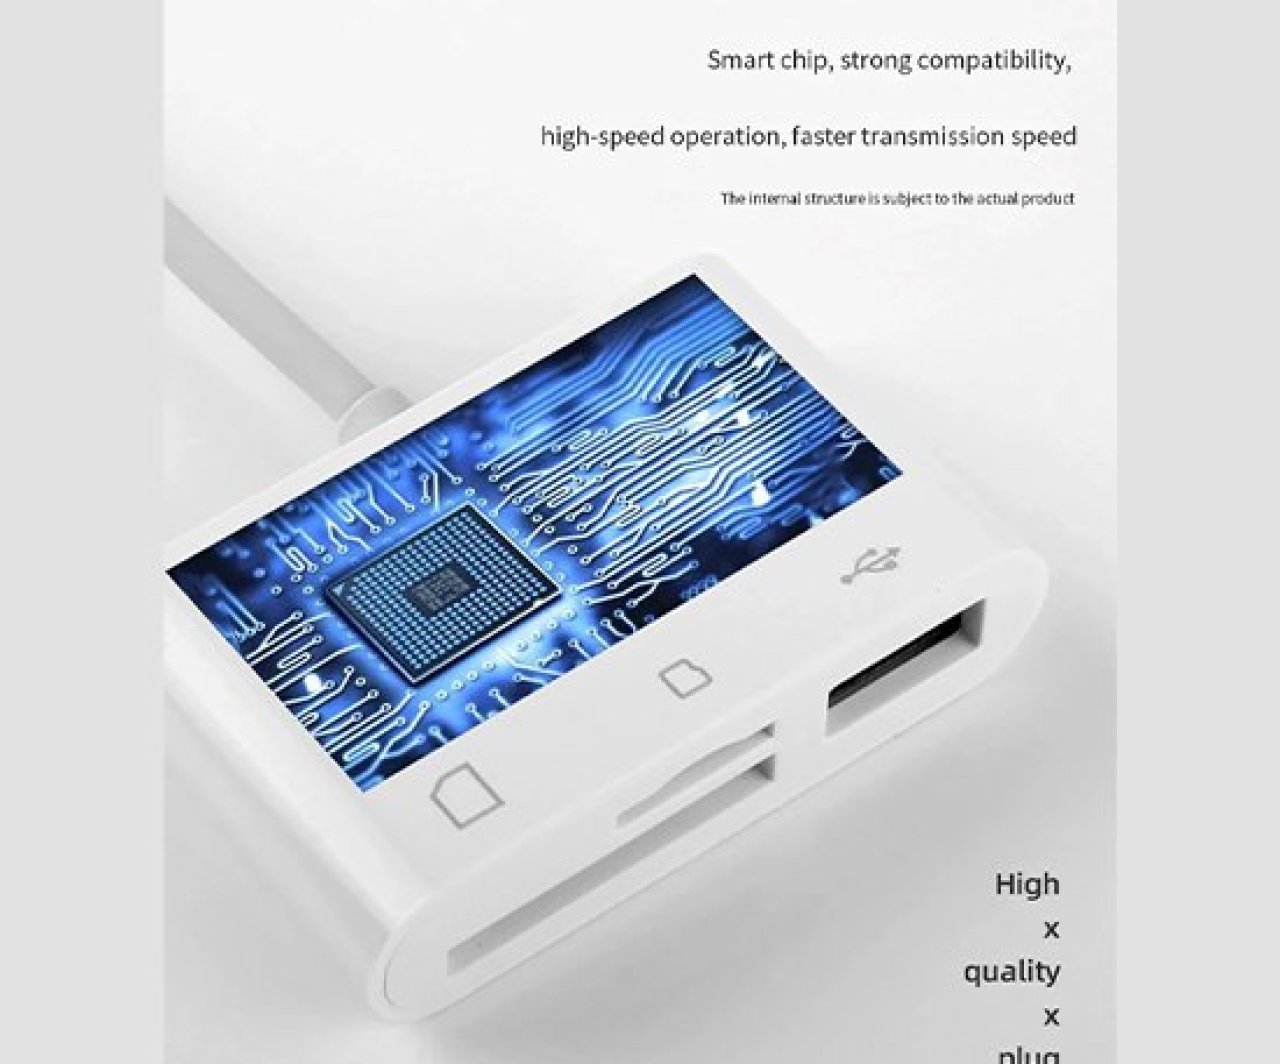 Smart chip, strong compatibility,
high-speed operation, faster transmission speed
The internal structure is subject to the actual product
High
x
quality
x
plug